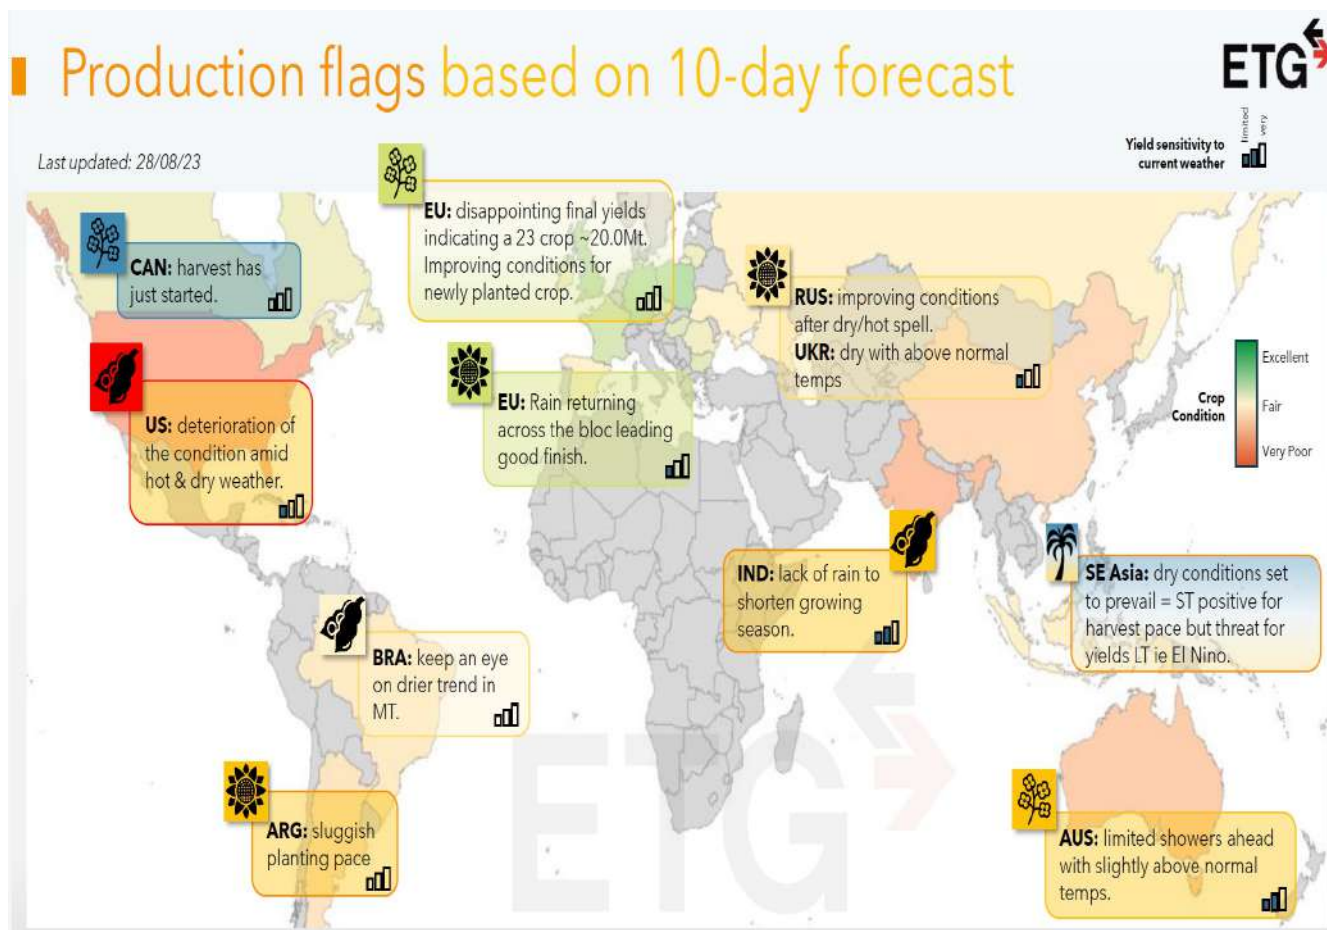 Production flags based on 10-day forecast
ETG
Last updated: 28/08/23
Yield sensitivity to
current weather
limited
very
CAN: harvest has
just started.
EU: disappointing final yields
indicating a 23 crop ~20.0Mt.
Improving conditions for
newly planted crop.
RUS: improving conditions
after dry/hot spell.
UKR: dry with above normal
temps
Crop
Condition
Excellent
Fair
Very Poor
US: deterioration of
the condition amid
hot & dry weather.
EU: Rain returning
across the bloc leading
good finish.
IND: lack of rain to
shorten growing
season.
SE Asia: dry conditions set
to prevail = ST positive for
harvest pace but threat for
yields LT ie El Nino.
BRA: keep an eye
on drier trend in
MT.
ARG: sluggish
planting pace
AUS: limited showers ahead
with slightly above normal
temps.
ETG